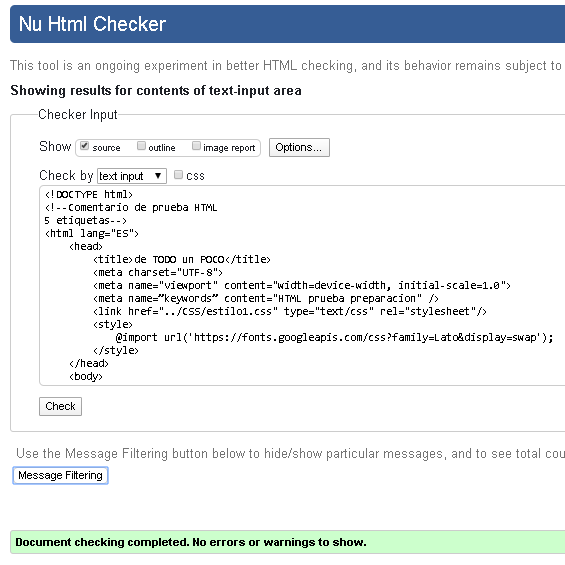 Nu Html Checker
This tool is an ongoing experiment in better HTML checking, and its behavior remains subject to
Showing results for contents of text-input area
Checker Input
Show source outline image report Options...
Check by text input css
<!DOCTYPE html>
<!--Comentario de prueba HTML
5 etiquetas-->
<html lang="ES">
<head>
<title>de TODO un POCO</title>
<meta charset="UTF-8">
<meta name="viewport" content="width=device-width, initial-scale=1.0">
<meta name=”keywords” content="HTML prueba preparacion" />
<link href="../CSS/estilo1.css" type="text/css" rel="stylesheet"/>
<style>
@import url('https://fonts.googleapis.com/css?family=Lato&display=swap');
</style>
</head>
<body>
Check
Use the Message Filtering button below to hide/show particular messages, and to see total cou
Message Filtering
Document checking completed. No errors or warnings to show.